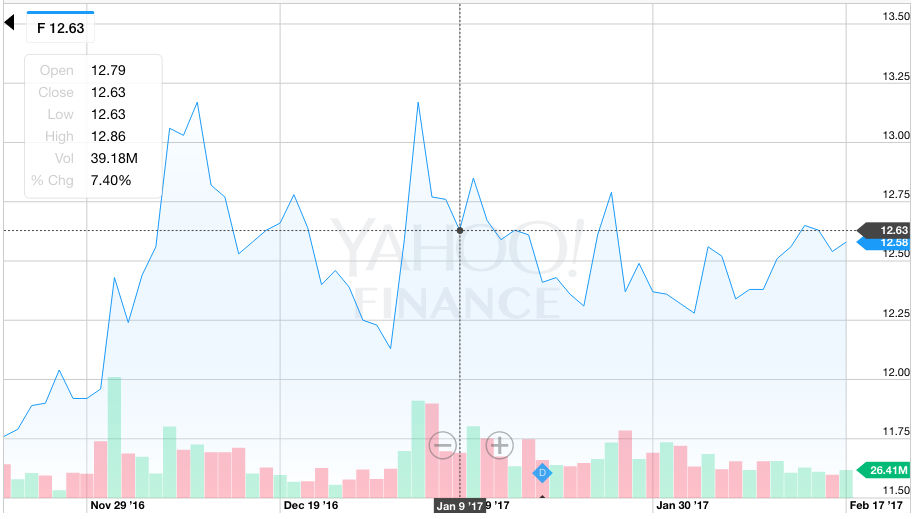 F 12.63
Open 12.79
Close 12.63
Low 12.63
High 12.86
Vol 39.18M
% Chg 7.40%
YAHOO!
FINANCE
13.50
13.25
13.00
12.75
12.63
12.58
12.50
12.25
12.00
11.75
26.41M
11.50
D
Nov 29 '16
Dec 19 '16
Jan 9 '17
9 '17
Jan 30 '17
Feb 17 '17